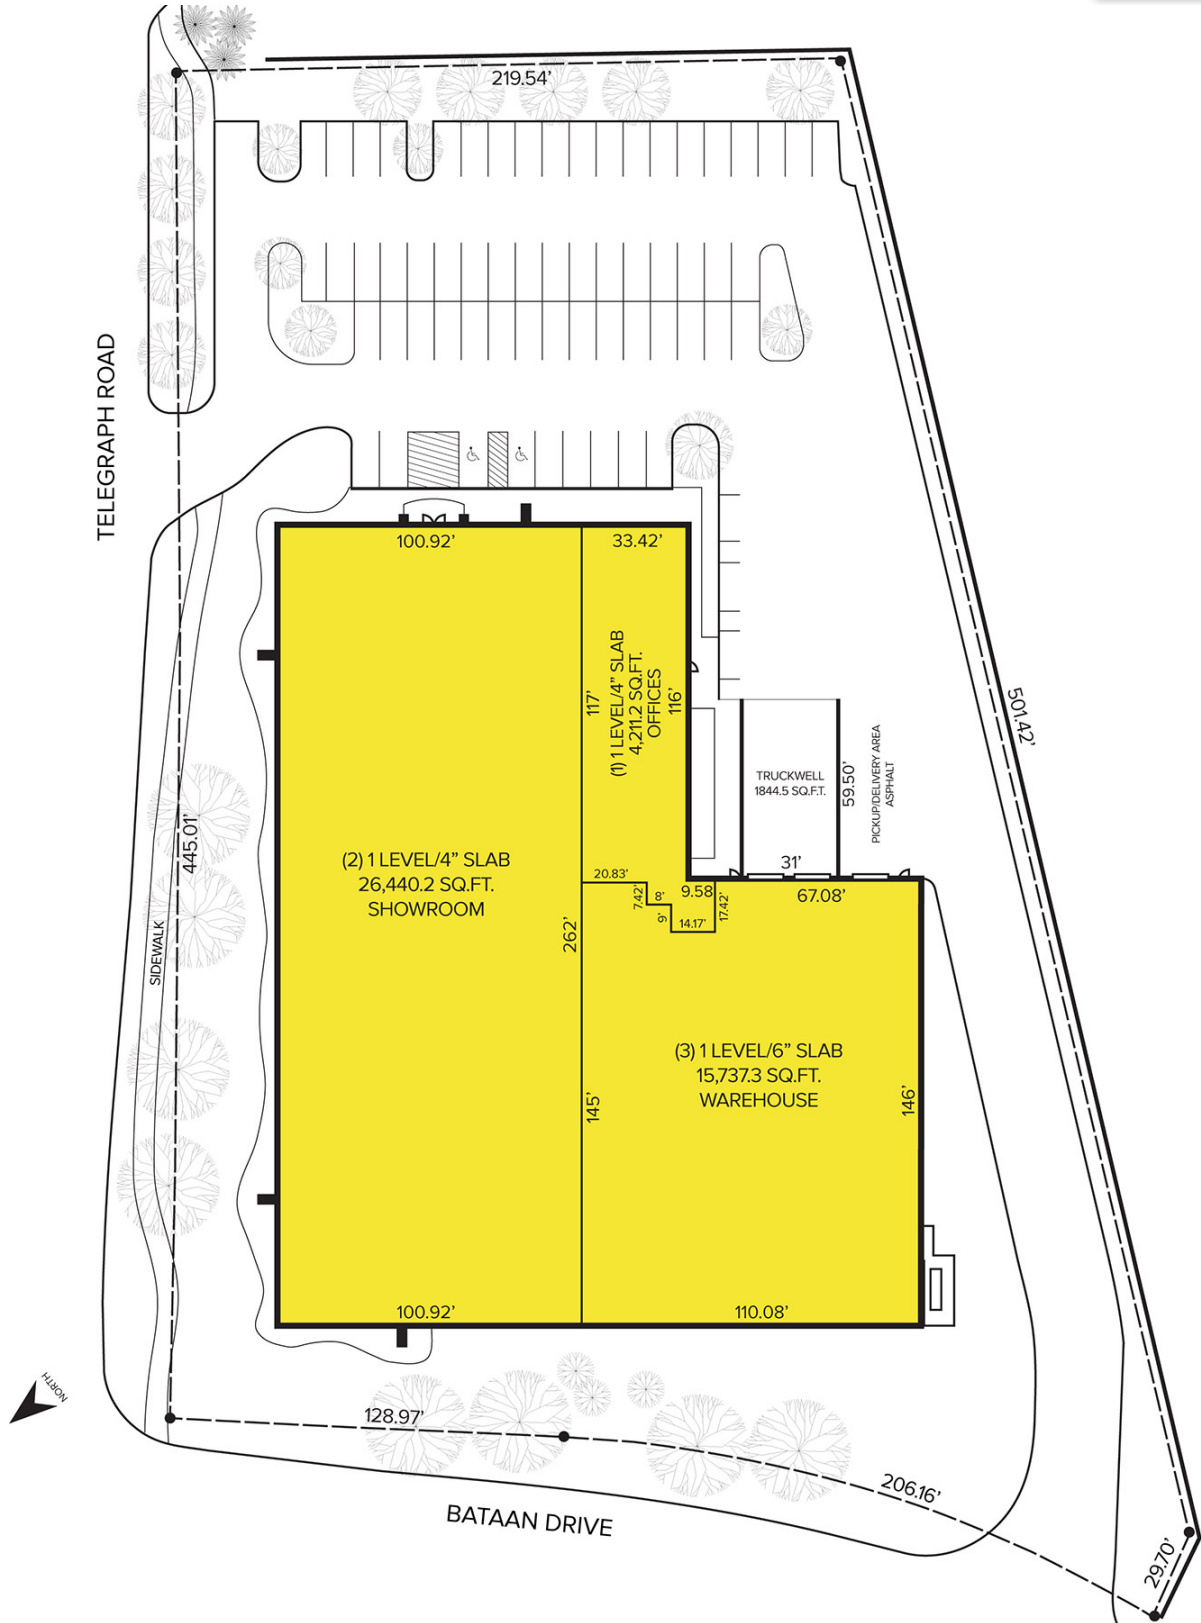 219.54’
TELEGRAPH ROAD
100.92’
33.42’
(1) 1 LEVEL/4” SLAB
4,211.2 SQ.FT.
OFFICES
117’
116’
501.42’
TRUCKWELL
1844.5 SQ.F.T.
59.50’
PICKUP/DELIVERY AREA
ASPHALT
31’
445.01’
(2) 1 LEVEL/4” SLAB
26,440.2 SQ.FT.
SHOWROOM
20.83’
7.42’
8’
9’
9.58
14.17’
17.42’
67.08’
262’
SIDEWALK
(3) 1 LEVEL/6” SLAB
15,737.3 SQ.FT.
WAREHOUSE
145’
146’
100.92’
110.08’
NORTH
128.97’
206.16’
BATAAN DRIVE
29.70’